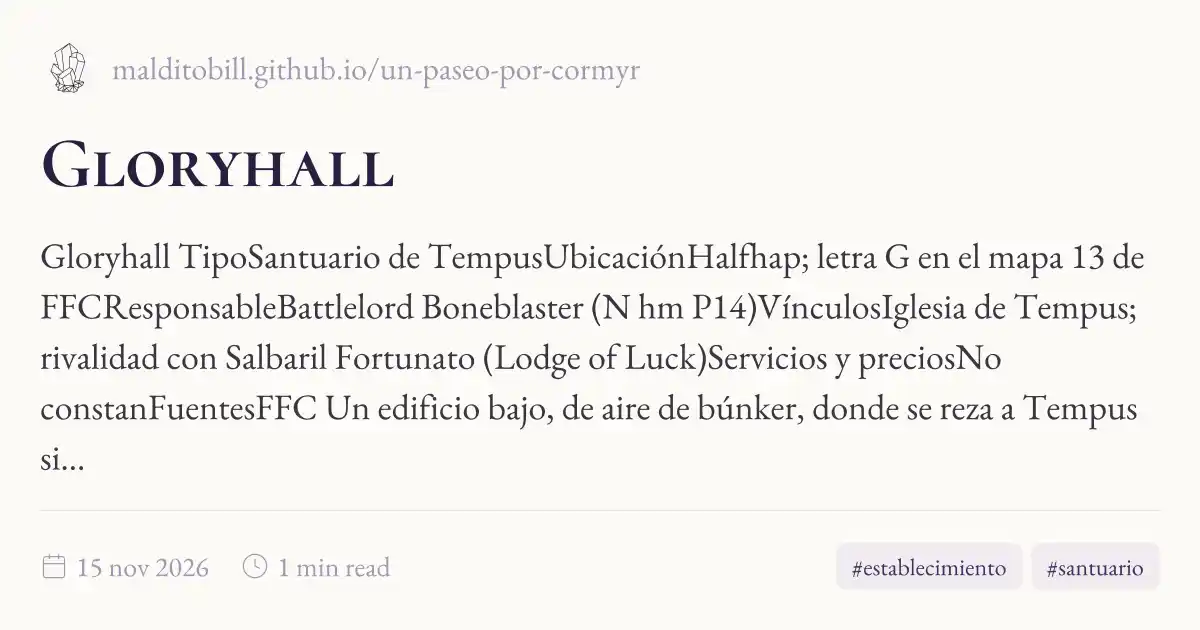 malditobill.github.io/un-paseo-por-cormyr
Gloryhall
Gloryhall TipoSantuario de TempusUbicaciónHalfhap; letra G en el mapa 13 de
FFCResponsableBattlelord Boneblaster (N hm P14)VínculosIglesia de Tempus;
rivalidad con Salbaril Fortunato (Lodge of Luck)Servicios y preciosNo
constanFuentesFFC Un edificio bajo, de aire de búnker, donde se reza a Tempus
si...
15 nov 2026 1 min read #establecimiento #santuario